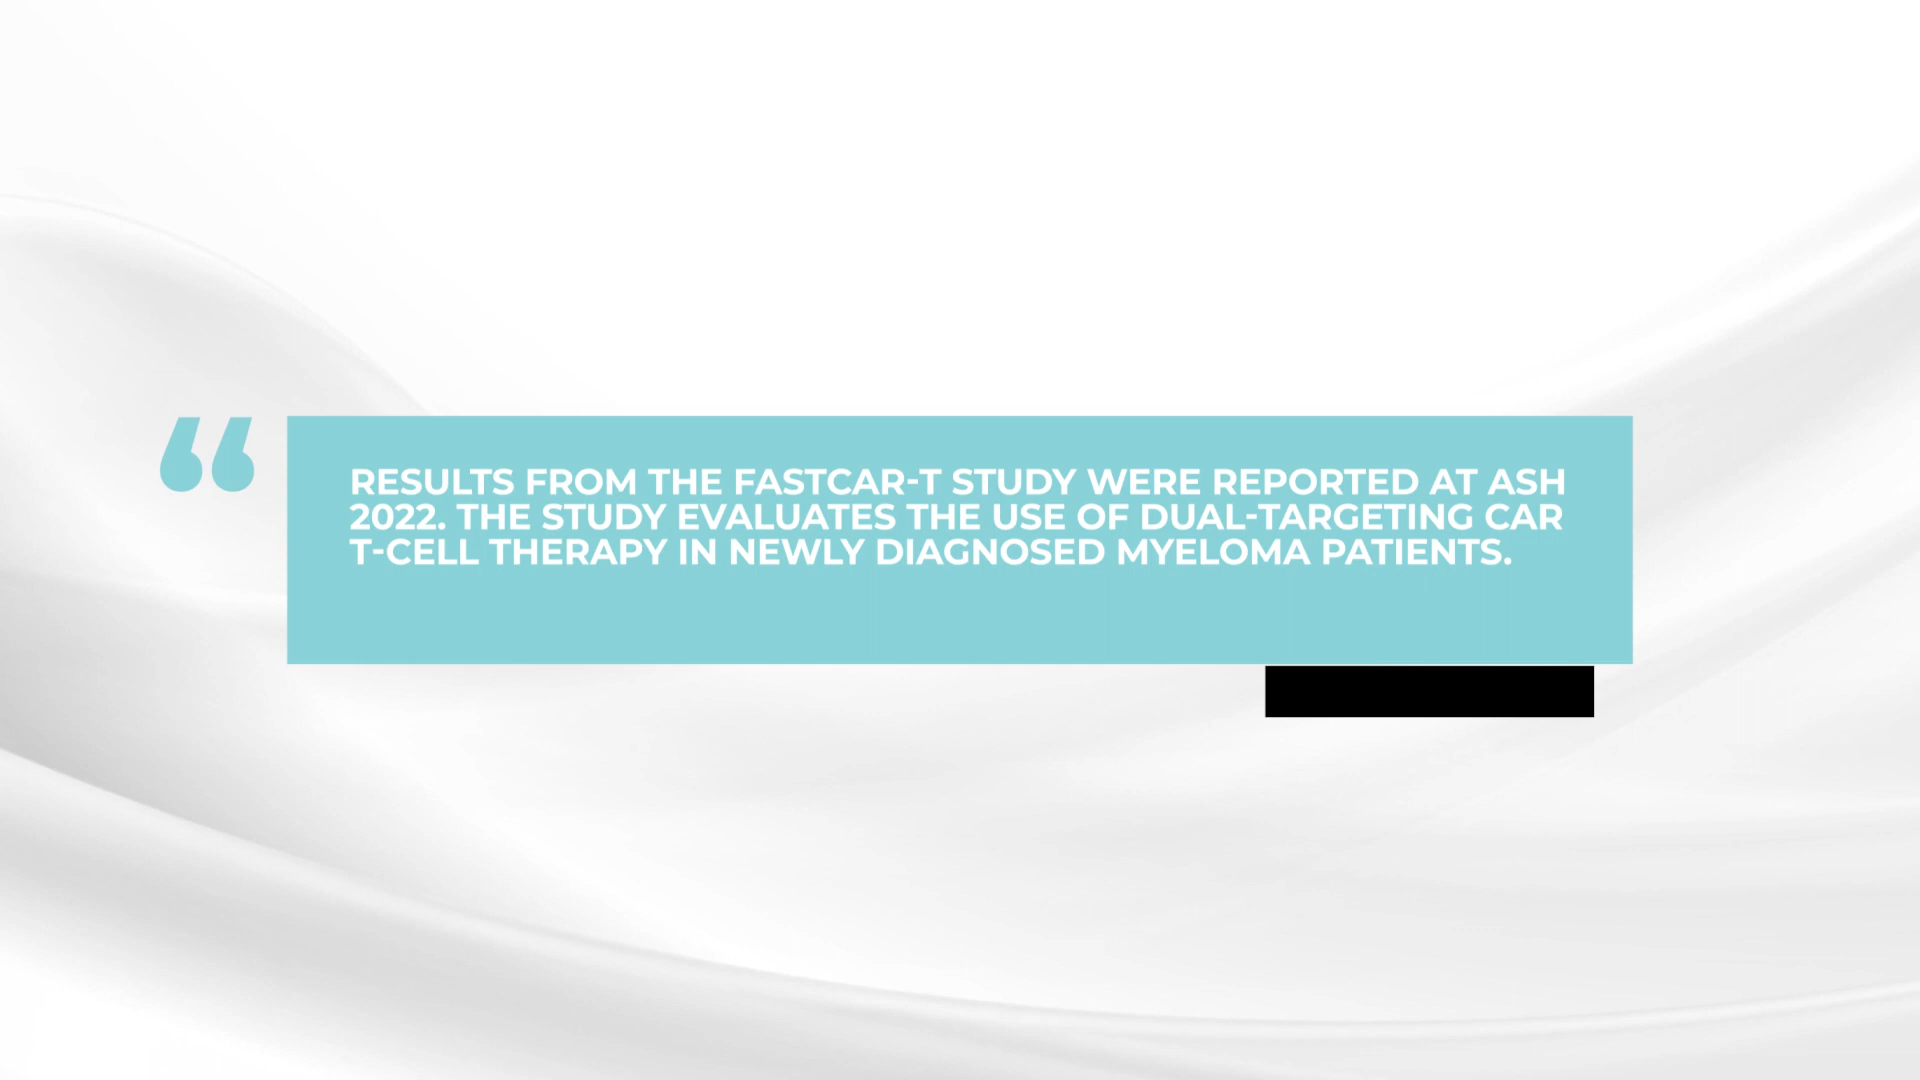 “
RESULTS FROM THE FASTCAR-T STUDY WERE REPORTED AT ASH
2022. THE STUDY EVALUATES THE USE OF DUAL-TARGETING CAR
T-CELL THERAPY IN NEWLY DIAGNOSED MYELOMA PATIENTS.